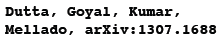 Dutta, Goyal, Kumar,
Mellado, arXiv:1307.1688